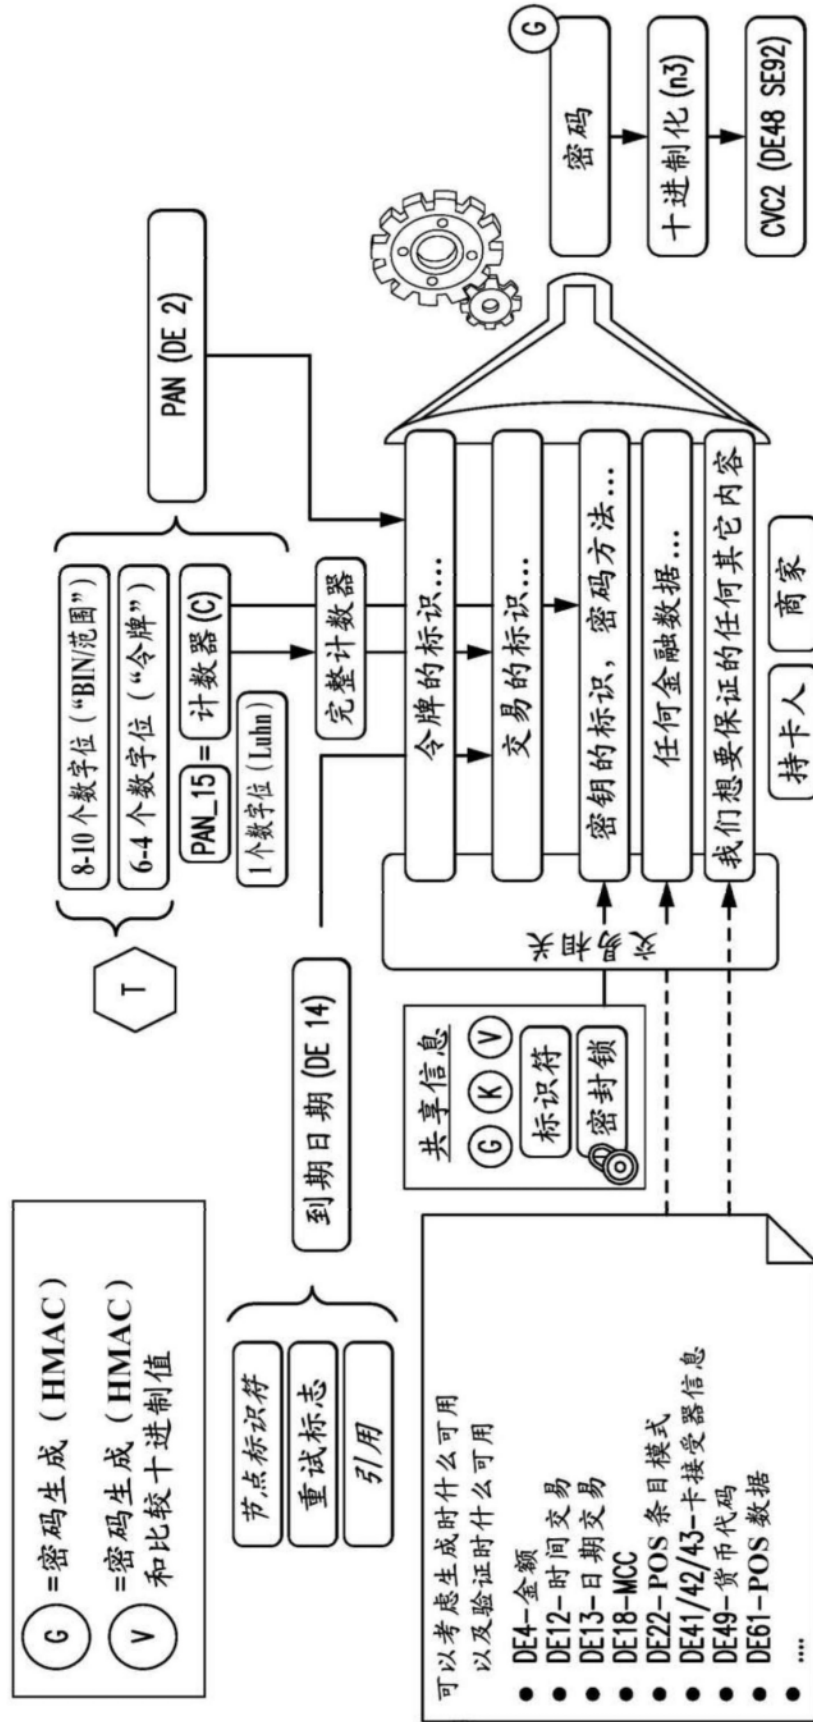 G =密码生成（HMAC）
V =密码生成（HMAC）
和比较十进制值
T
8-10个数字位（“BIN/范围”）
6-4个数字位（“令牌”）
PAN_15 = 计数器(C)
1个数字位（Luhn）
PAN (DE 2)
节点标识符
重试标志
引用
到期日期(DE 14)
完整计数器
可以考虑生成时什么可用
以及验证时什么可用
● DE4-金额
● DE12-时间交易
● DE13-日期交易
● DE18-MCC
● DE22-POS条目模式
● DE41/42/43-卡接受器信息
● DE49-货币代码
● DE61-POS数据
● ....
共享信息
G K V
标识符
密封锁
交易相关
令牌的标识...
交易的标识...
密钥的标识，密码方法...
任何金融数据...
我们想要保证的任何其它内容
持卡人
商家
G
密码
十进制化(n3)
CVC2 (DE48 SE92)